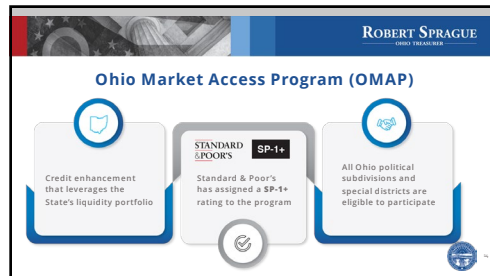 ROBERT SPRAGUE
OHIO TREASURER
Ohio Market Access Program (OMAP)
Credit enhancement
that leverages the
State's liquidity portfolio
STANDARD
&POOR'S
SP-1+
Standard & Poor's
has assigned a SP-1+
rating to the program
All Ohio political
subdivisions and
special districts are
eligible to participate